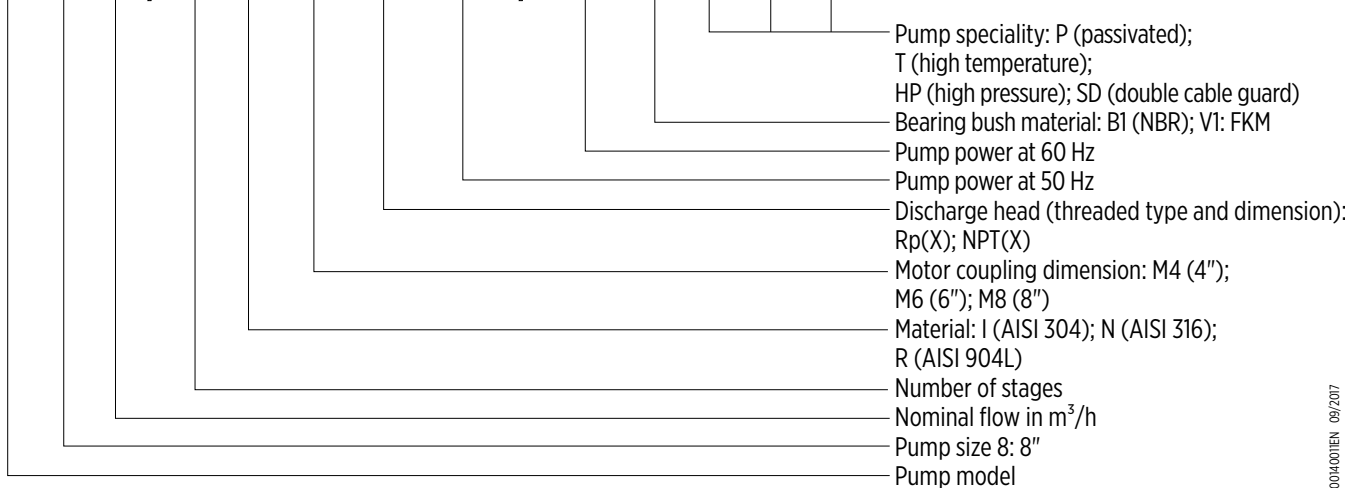 Pump speciality: P (passivated);
T (high temperature);
HP (high pressure); SD (double cable guard)
Bearing bush material: B1 (NBR); V1: FKM
Pump power at 60 Hz
Pump power at 50 Hz
Discharge head (threaded type and dimension):
Rp(X); NPT(X)
Motor coupling dimension: M4 (4");
M6 (6"); M8 (8")
Material: I (AISI 304); N (AISI 316);
R (AISI 904L)
Number of stages
Nominal flow in m³/h
Pump size 8: 8"
Pump model
00140011EN 09/2017